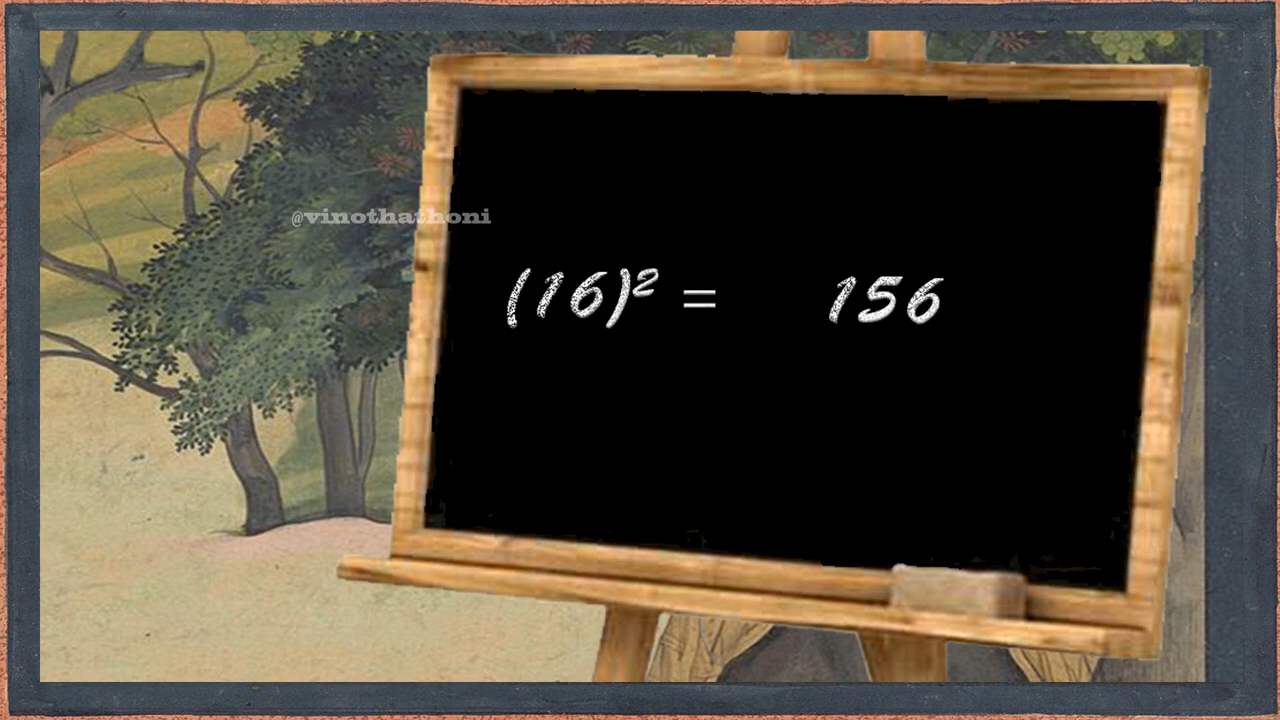 @vinothathoni
(16)² = 156